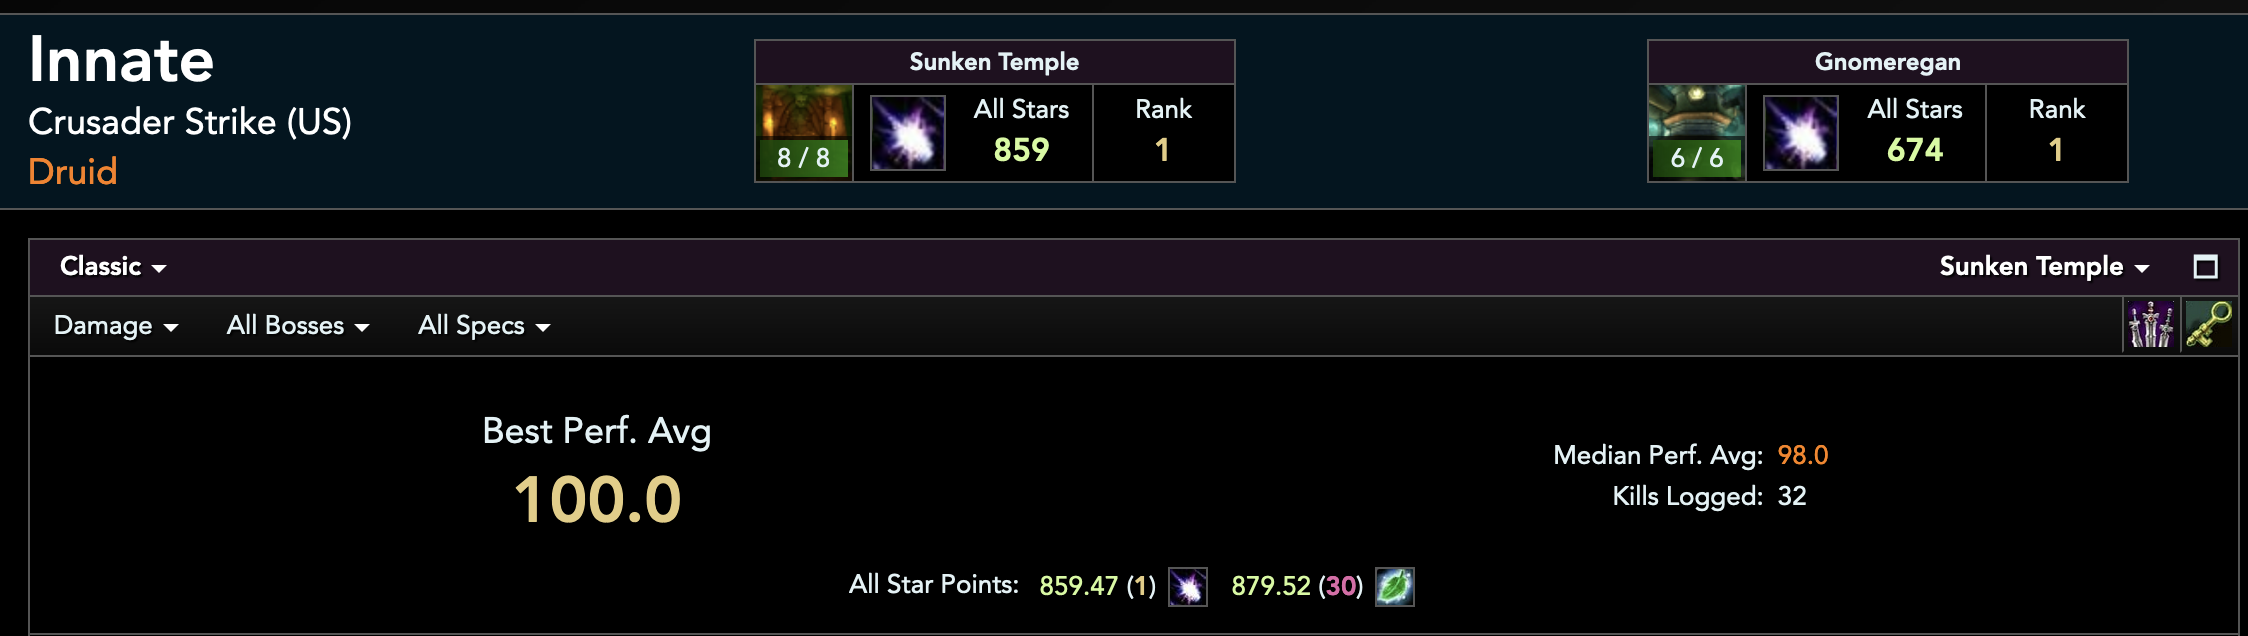 Innate
Crusader Strike (US)
Druid
Sunken Temple
8 / 8
All Stars
859
Rank
1
Gnomeregan
6 / 6
All Stars
674
Rank
1
Classic
Sunken Temple
Damage All Bosses All Specs
Best Perf. Avg
100.0
Median Perf. Avg: 98.0
Kills Logged: 32
All Star Points: 859.47 (1) 879.52 (30)